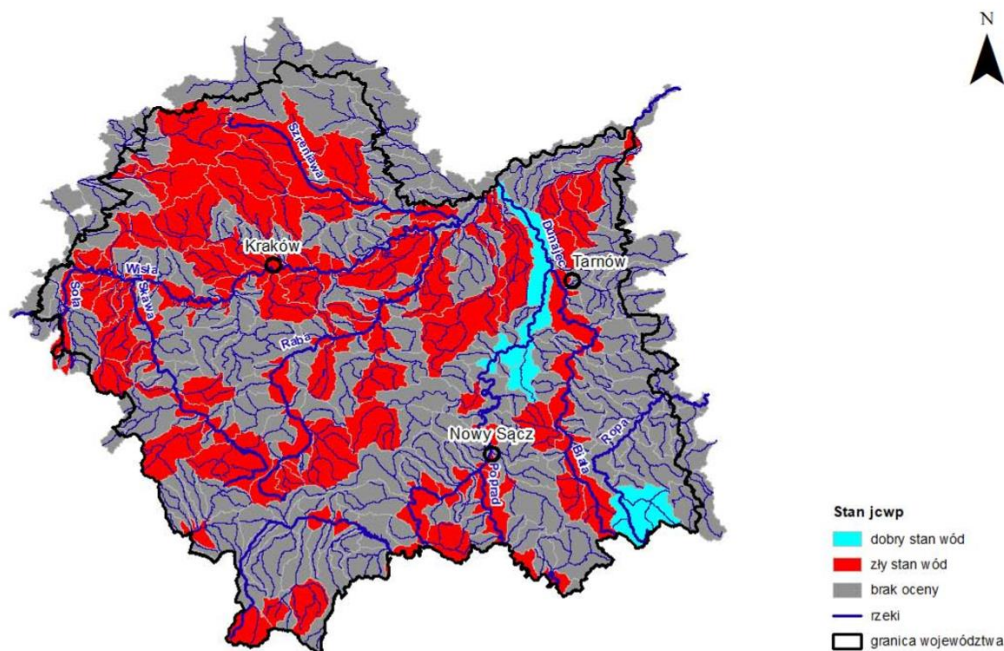 N
Szreniawa
Dunajec
Kraków
Tarnów
Wisła
Soła
Skawa
Raba
Ropa
Nowy Sącz
Biała
Poprad
Stan jcwp
dobry stan wód
zły stan wód
brak oceny
rzeki
granica województwa